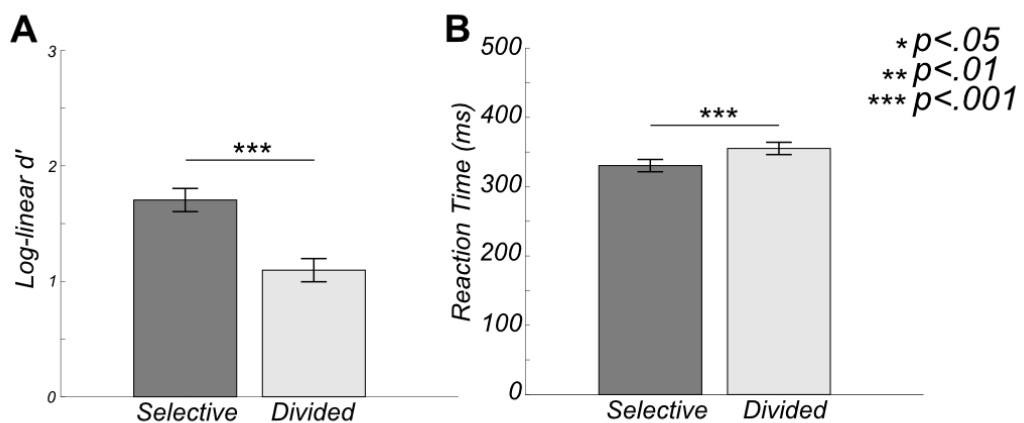 A
Log-linear d'
3
2
1
0
***
Selective
Divided
B
Reaction Time (ms)
500
400
300
200
100
0
***
Selective
Divided
* p<.05
** p<.01
*** p<.001